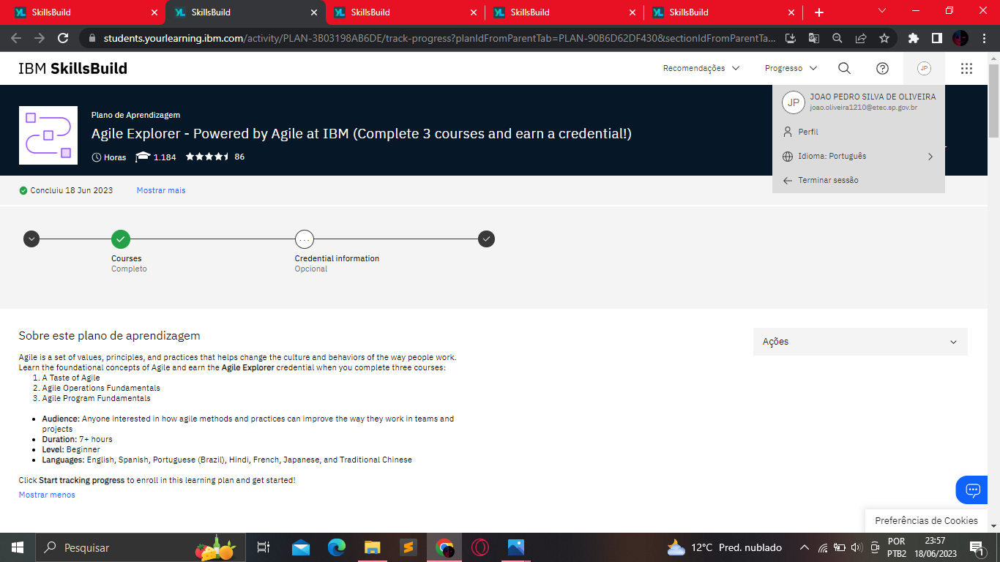 SkillsBuild
SkillsBuild
SkillsBuild
SkillsBuild
SkillsBuild
students.yourlearning.ibm.com/activity/PLAN-3B03198AB6DE/track-progress?planIdFromParentTab=PLAN-90B6D62DF430&sectionIdFromParentTa...
IBM SkillsBuild
Recomendações
Progresso
JP
JP
JOAO PEDRO SILVA DE OLIVEIRA
joao.oliveira1210@etec.sp.gov.br
Perfil
Idioma: Português
Terminar sessão
Plano de Aprendizagem
Agile Explorer - Powered by Agile at IBM (Complete 3 courses and earn a credential!)
Horas 1.184 86
Concluiu 18 Jun 2023 Mostrar mais
Courses
Completo
Credential information
Opcional
Sobre este plano de aprendizagem
Ações
Agile is a set of values, principles, and practices that helps change the culture and behaviors of the way people work.
Learn the foundational concepts of Agile and earn the Agile Explorer credential when you complete three courses:
1. A Taste of Agile
2. Agile Operations Fundamentals
3. Agile Program Fundamentals
Audience: Anyone interested in how agile methods and practices can improve the way they work in teams and
projects
Duration: 7+ hours
Level: Beginner
Languages: English, Spanish, Portuguese (Brazil), Hindi, French, Japanese, and Traditional Chinese
Click Start tracking progress to enroll in this learning plan and get started!
Mostrar menos
Preferências de Cookies
Pesquisar
12°C Pred. nublado
POR
PTB2
23:57
18/06/2023
1